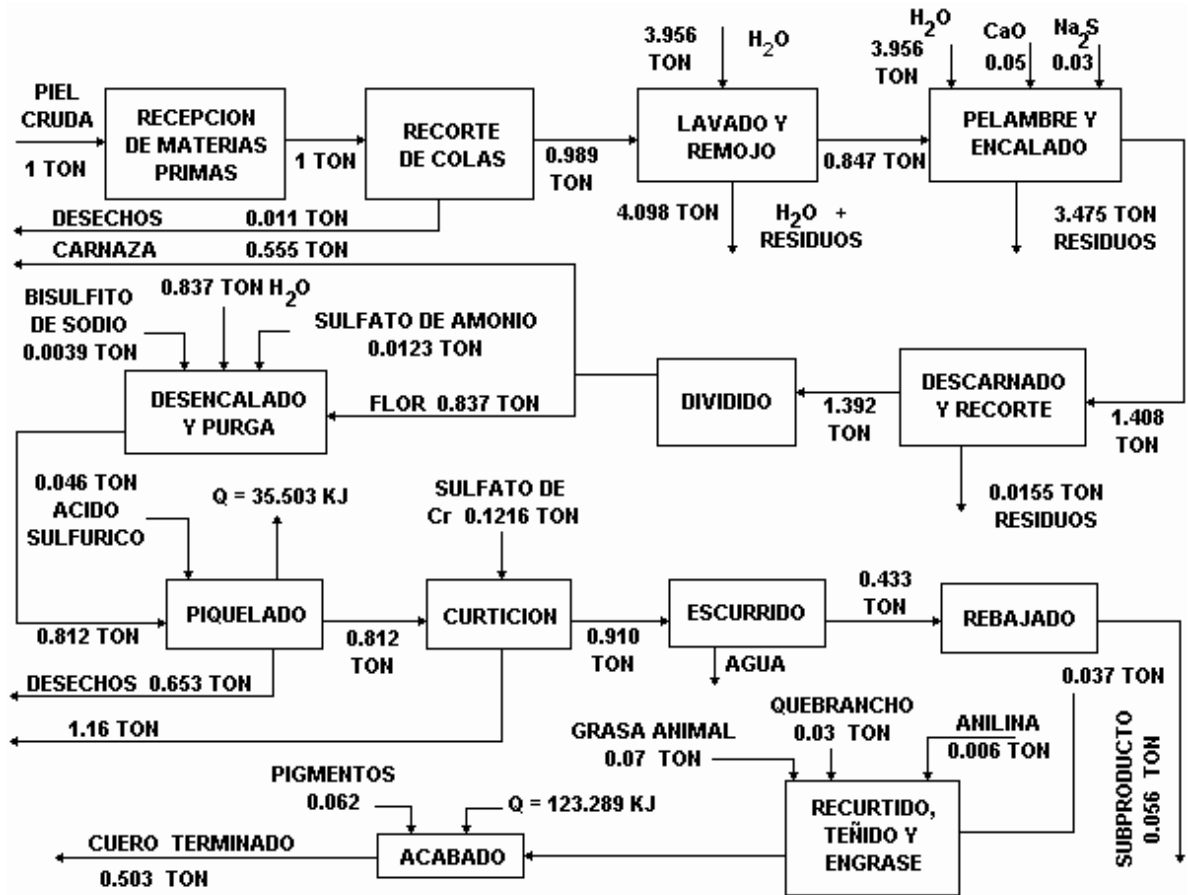 PIEL
CRUDA
1 TON
RECEPCION
DE MATERIAS
PRIMAS
1 TON
RECORTE
DE COLAS
0.989
TON
3.956
TON
H2O
LAVADO Y
REMOJO
4.098 TON
H2O +
RESIDUOS
0.847 TON
H2O
3.956
TON
CaO
0.05
Na2S
0.03
PELAMBRE Y
ENCALADO
3.475 TON
RESIDUOS
DESECHOS 0.011 TON
CARNAZA 0.555 TON
BISULFITO
DE SODIO
0.0039 TON
0.837 TON H2O
SULFATO DE AMONIO
0.0123 TON
DESENCALADO
Y PURGA
FLOR 0.837 TON
DIVIDIDO
1.392
TON
DESCARNADO
Y RECORTE
1.408
TON
0.0155 TON
RESIDUOS
0.046 TON
ACIDO
SULFURICO
Q = 35.503 KJ
SULFATO DE
Cr 0.1216 TON
0.812 TON
PIQUELADO
0.812
TON
CURTICION
0.910
TON
ESCURRIDO
AGUA
0.433
TON
REBAJADO
DESECHOS 0.653 TON
1.16 TON
0.037 TON
SUBPRODUCTO
0.056 TON
GRASA ANIMAL
0.07 TON
QUEBRANCHO
0.03
TON
ANILINA
0.006 TON
RECURTIDO,
TEÑIDO Y
ENGRASE
PIGMENTOS
0.062
Q = 123.289 KJ
ACABADO
CUERO TERMINADO
0.503 TON